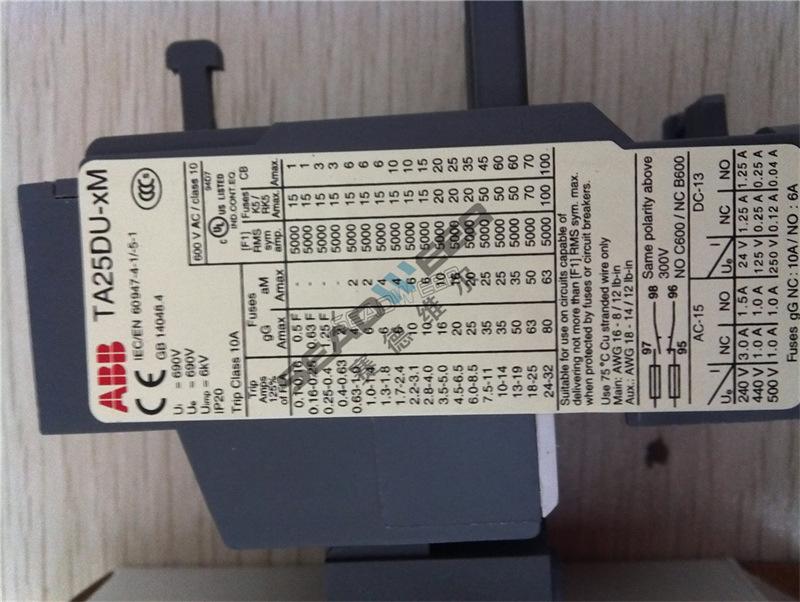 ABB TA25DU-xM
CE IEC/EN 60947-4-1/-5-1
GB 14048.4
CCC
Ui = 690V
Ue = 690V
Uimp = 6kV
IP20
600 V AC / class 10
94D7
c UL US LISTED
IND.CONT.EQ.
Trip Class 10A Fuses [F1] Fuses CB
Trip gG aM RMS K5 /
Amps sym RK5
125% of FLA Amax Amax amp. Amax. Amax.
0.1-0.16 0.5 F - 5000 15 1
0.16-0.25 0.63 F - 5000 15 1
0.25-0.4 1.25 F - 5000 15 3
0.4-0.63 2 - 5000 15 3
0.63-1.0 4 2 5000 15 6
1.0-1.4 6 2 5000 15 6
1.3-1.8 6 4 5000 15 6
1.7-2.4 6 4 5000 15 10
2.2-3.1 10 6 5000 15 10
2.8-4.0 10 6 5000 15 15
3.5-5.0 16 10 5000 20 20
4.5-6.5 20 16 5000 20 25
6.0-8.5 25 20 5000 20 35
7.5-11 35 25 5000 50 45
10-14 35 25 5000 50 60
13-19 50 35 5000 50 60
18-25 63 50 5000 70 70
24-32 80 63 5000 100 100
Suitable for use on circuits capable of
delivering not more than [F1] RMS sym. max.
when protected by fuses or circuit breakers.
Use 75°C Cu stranded wire only
Main: AWG 16 - 8 / 12 lb-in
Aux.: AWG 18 - 14 / 12 lb-in
97 98 Same polarity above
300V
95 96 NO C600 / NC B600
AC-15 DC-13
Ue I NC NO Ue I NC NO
240 V 3.0 A 1.5 A 24 V 1.25 A 1.25 A
440 V 1.0 A 1.0 A 125 V 0.25 A 0.25 A
500 V 1.0 A 1.0 A 250 V 0.12 A 0.04 A
Fuses gG NC : 10A / NO : 6A